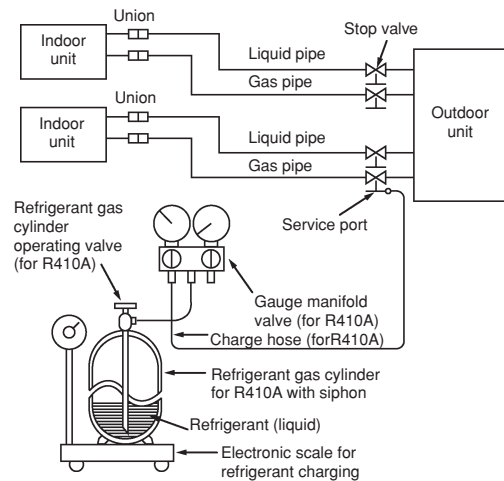 Union
Stop valve
Indoor
unit
Liquid pipe
Gas pipe
Union
Indoor
unit
Liquid pipe
Gas pipe
Outdoor
unit
Service port
Refrigerant gas
cylinder
operating valve
(for R410A)
Gauge manifold
valve (for R410A)
Charge hose (forR410A)
Refrigerant gas cylinder
for R410A with siphon
Refrigerant (liquid)
Electronic scale for
refrigerant charging